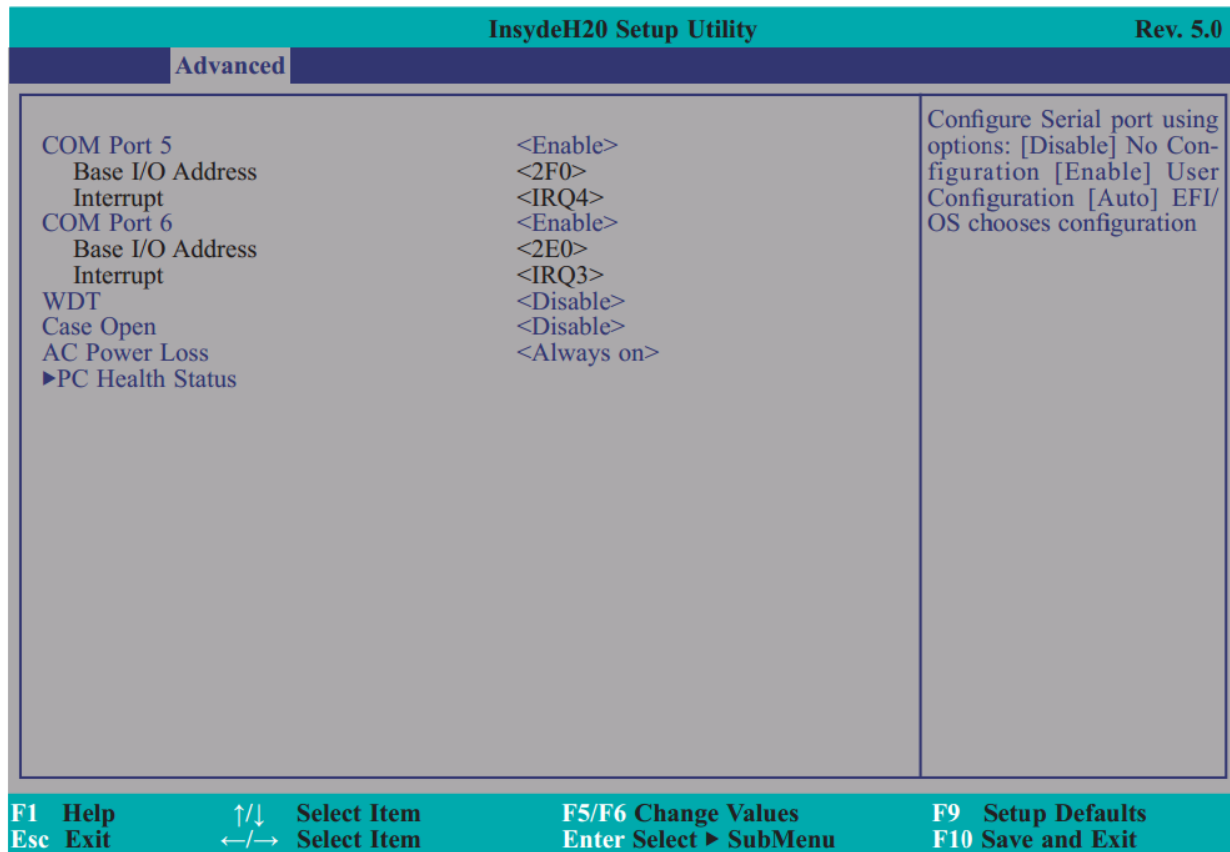 InsydeH20 Setup Utility Rev. 5.0
Advanced
COM Port 5 <Enable>
Base I/O Address <2F0>
Interrupt <IRQ4>
COM Port 6 <Enable>
Base I/O Address <2E0>
Interrupt <IRQ3>
WDT <Disable>
Case Open <Disable>
AC Power Loss <Always on>
▶PC Health Status
Configure Serial port using
options: [Disable] No Con-
figuration [Enable] User
Configuration [Auto] EFI/
OS chooses configuration
F1 Help ↑/↓ Select Item F5/F6 Change Values F9 Setup Defaults
Esc Exit ←/→ Select Item Enter Select ▶ SubMenu F10 Save and Exit